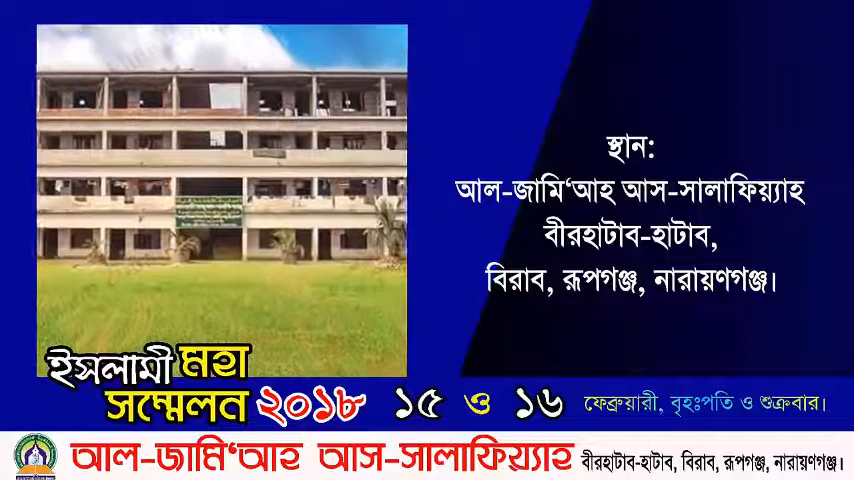 স্থান:
আল-জামি‘আহ আস-সালাফিয়্যাহ
বীরহাটাব-হাটাব,
বিরাব, রূপগঞ্জ, নারায়ণগঞ্জ।
ইসলামী মহা
সম্মেলন ২০১৮ ১৫ ও ১৬ ফেব্রুয়ারী, বৃহঃপতি ও শুক্রবার।
আল-জামি‘আহ আস-সালাফিয়্যাহ বীরহাটাব-হাটাব, বিরাব, রূপগঞ্জ, নারায়ণগঞ্জ।